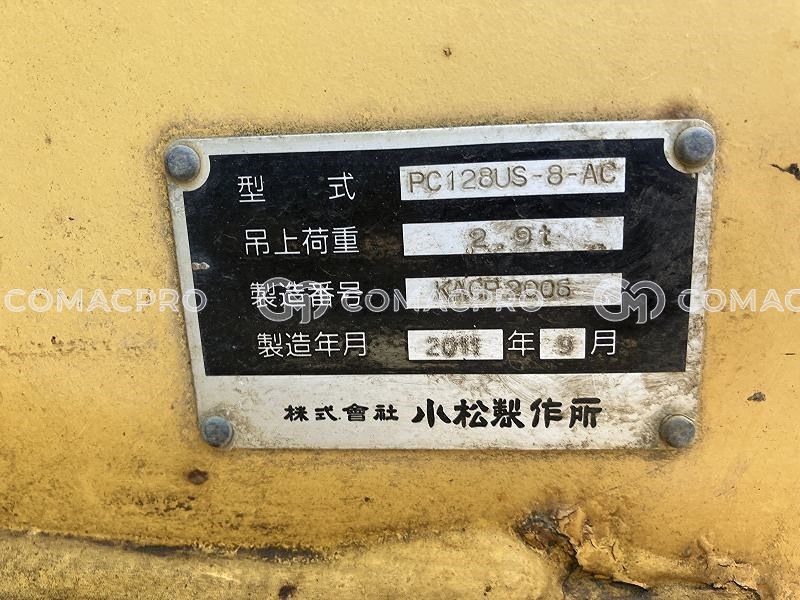 型 式 PC128US-8-AC
吊上荷重 2.9t
製造番号
製造年月 2011 年 9 月
株式會社 小松製作所
COMACPRO COMACPRO COMAC